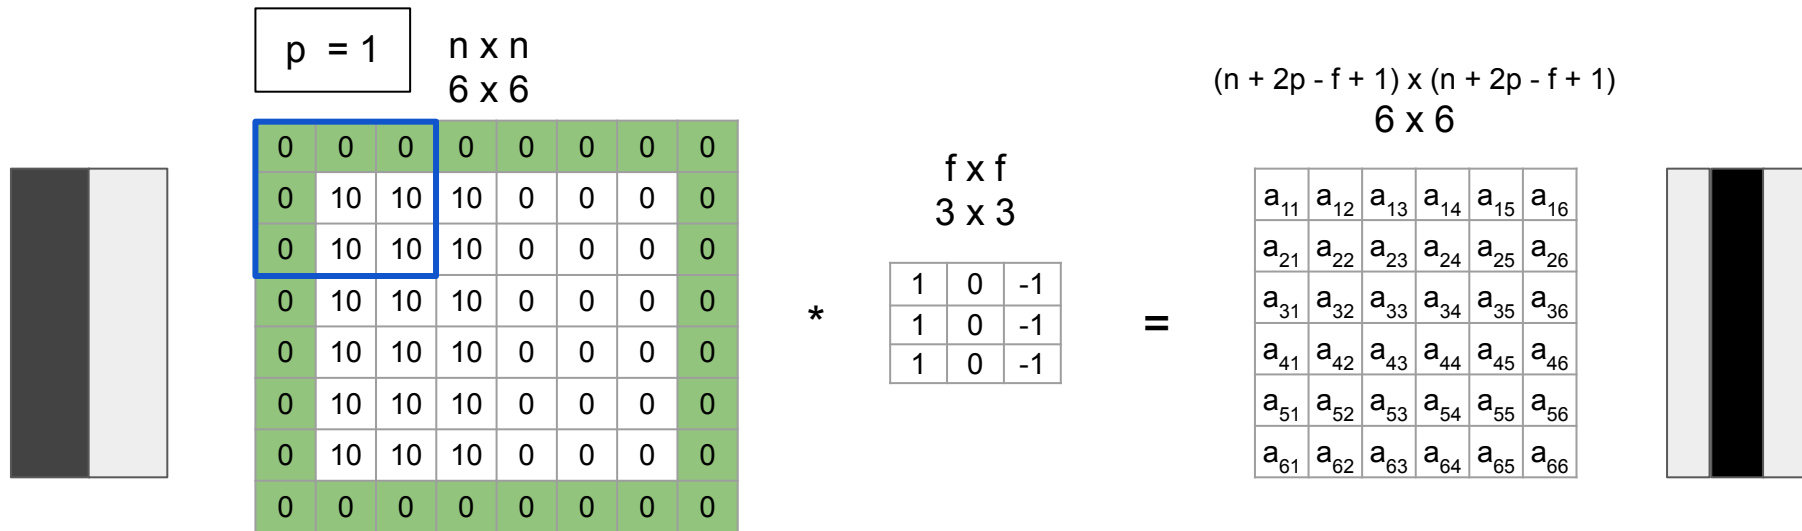 p = 1
n x n
6 x 6
0 0 0 0 0 0 0 0
0 10 10 10 0 0 0 0
0 10 10 10 0 0 0 0
0 10 10 10 0 0 0 0
0 10 10 10 0 0 0 0
0 10 10 10 0 0 0 0
0 10 10 10 0 0 0 0
0 0 0 0 0 0 0 0
*
f x f
3 x 3
1 0 -1
1 0 -1
1 0 -1
=
(n + 2p - f + 1) x (n + 2p - f + 1)
6 x 6
a11 a12 a13 a14 a15 a16
a21 a22 a23 a24 a25 a26
a31 a32 a33 a34 a35 a36
a41 a42 a43 a44 a45 a46
a51 a52 a53 a54 a55 a56
a61 a62 a63 a64 a65 a66